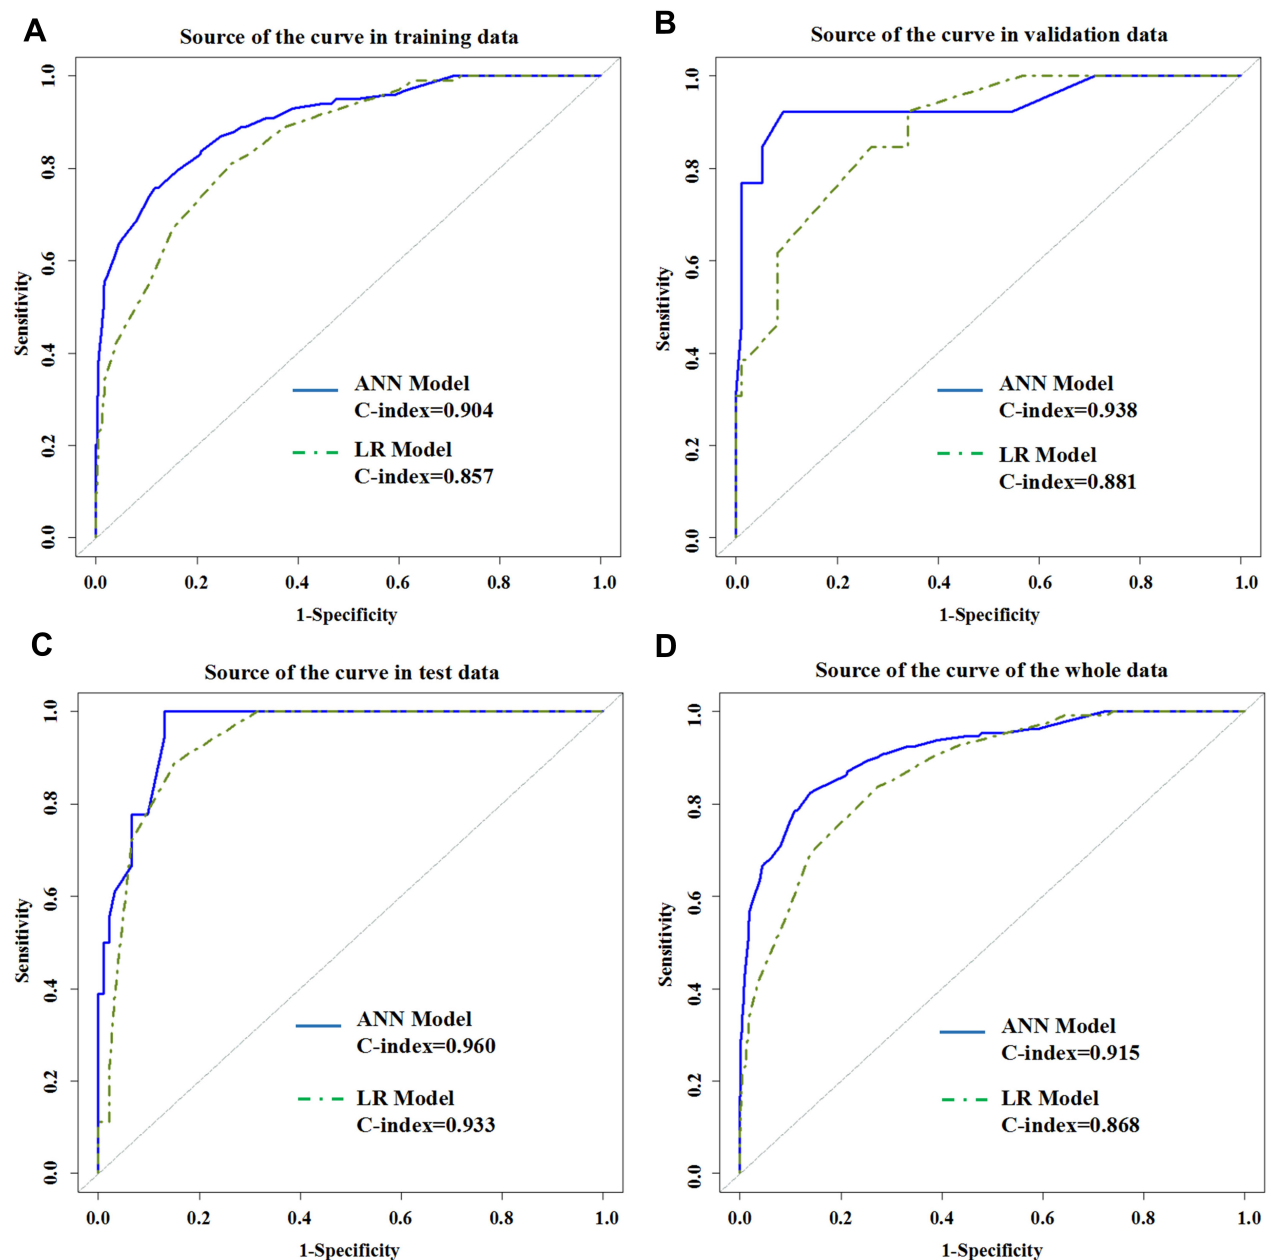 A
Source of the curve in training data
Sensitivity
0.0 0.2 0.4 0.6 0.8 1.0
ANN Model
C-index=0.904
LR Model
C-index=0.857
0.0 0.2 0.4 0.6 0.8 1.0
1-Specificity
B
Source of the curve in validation data
Sensitivity
0.0 0.2 0.4 0.6 0.8 1.0
ANN Model
C-index=0.938
LR Model
C-index=0.881
0.0 0.2 0.4 0.6 0.8 1.0
1-Specificity
C
Source of the curve in test data
Sensitivity
0.0 0.2 0.4 0.6 0.8 1.0
ANN Model
C-index=0.960
LR Model
C-index=0.933
0.0 0.2 0.4 0.6 0.8 1.0
1-Specificity
D
Source of the curve of the whole data
Sensitivity
0.0 0.2 0.4 0.6 0.8 1.0
ANN Model
C-index=0.915
LR Model
C-index=0.868
0.0 0.2 0.4 0.6 0.8 1.0
1-Specificity